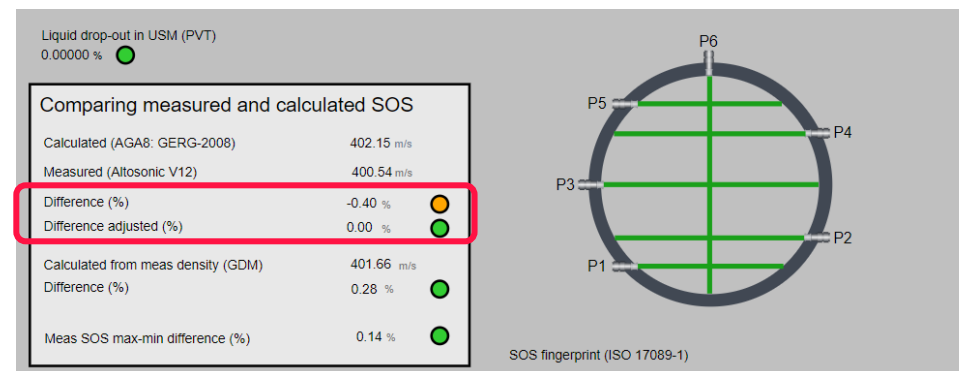 Liquid drop-out in USM (PVT)
0.00000 %
Comparing measured and calculated SOS
Calculated (AGA8: GERG-2008) 402.15 m/s
Measured (Altosonic V12) 400.54 m/s
Difference (%) -0.40 %
Difference adjusted (%) 0.00 %
Calculated from meas density (GDM) 401.66 m/s
Difference (%) 0.28 %
Meas SOS max-min difference (%) 0.14 %
P6
P5
P4
P3
P2
P1
SOS fingerprint (ISO 17089-1)